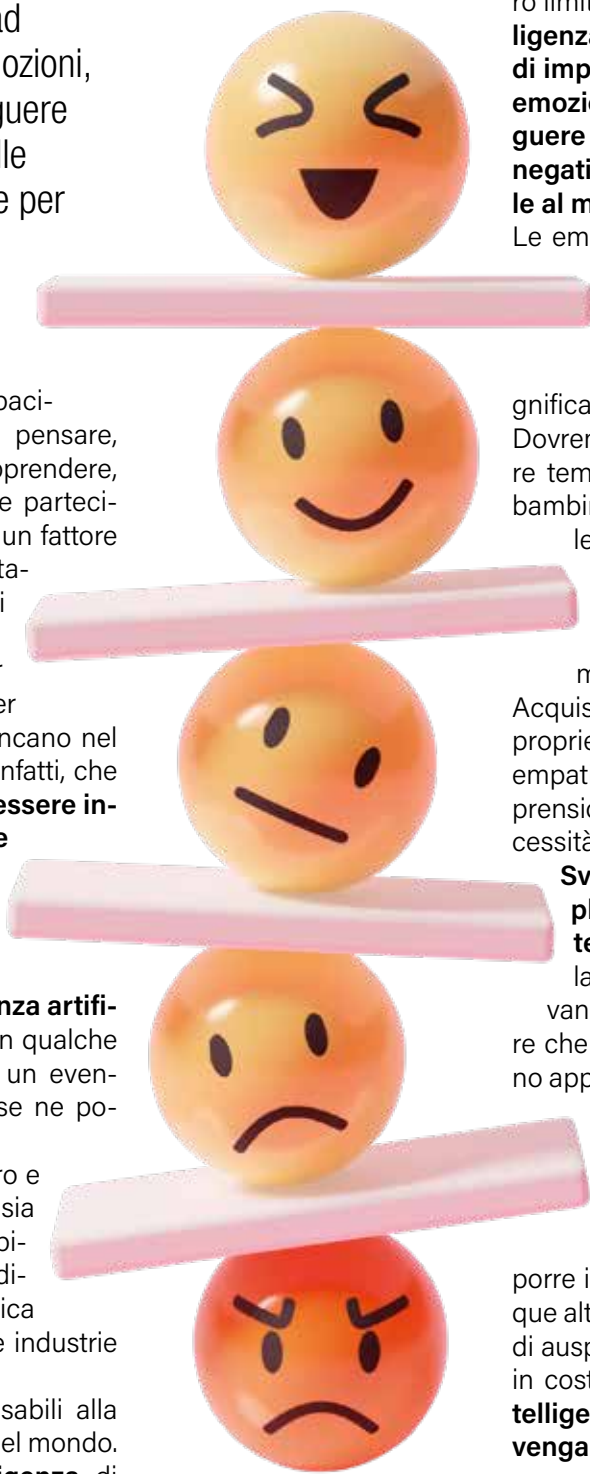 ad
ozioni,
guere
lle
e per
paci-
pensare,
pprendere,
e parteci-
un fattore
ta-
i
er
ncano nel
nfatti, che
essere in-
e
nza artifi-
n qualche
un even-
se ne po-
ro e
sia
pi-
di-
ica
e industrie
sabili alla
el mondo.
igenza di
ro limit
ligenza
di imp
emozio
guere
negati
le al m
Le em
gnifica
Dovren
re tem
bambin
le
m
Acquis
proprie
empat
prensio
cessità
Sv
pl
te
la
van
re che
no app
porre i
que alt
di ausp
in cost
tellige
venga